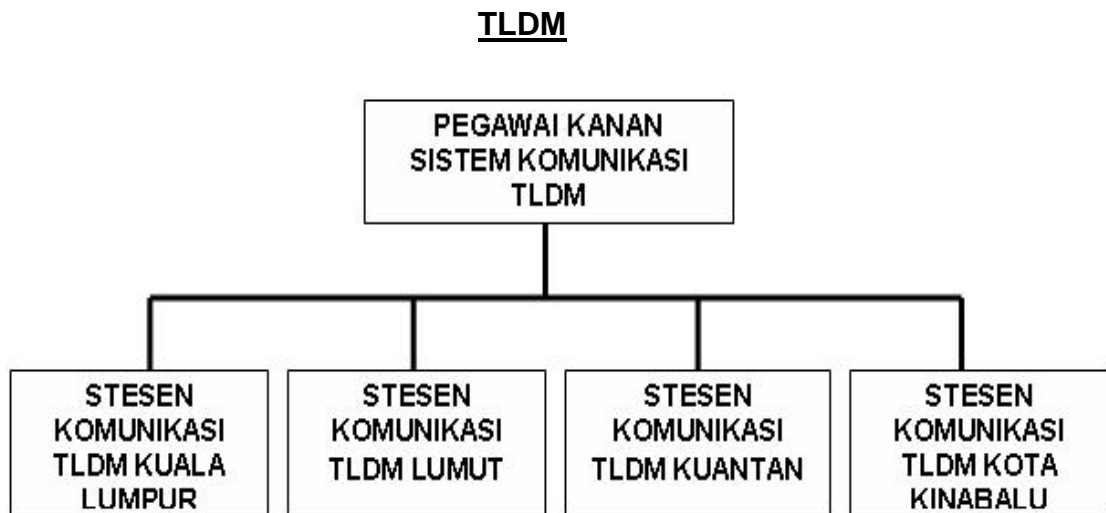 TLDM
PEGAWAI KANAN
SISTEM KOMUNIKASI
TLDM
STESEN
KOMUNIKASI
TLDM KUALA
LUMPUR
STESEN
KOMUNIKASI
TLDM LUMUT
STESEN
KOMUNIKASI
TLDM KUANTAN
STESEN
KOMUNIKASI
TLDM KOTA
KINABALU